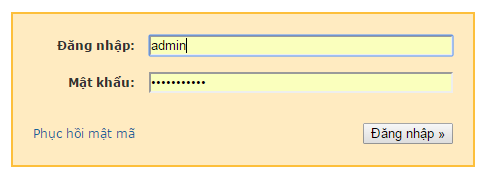 Đăng nhập: admin
Mật khẩu: •••••••••••
Phục hồi mật mã Đăng nhập »